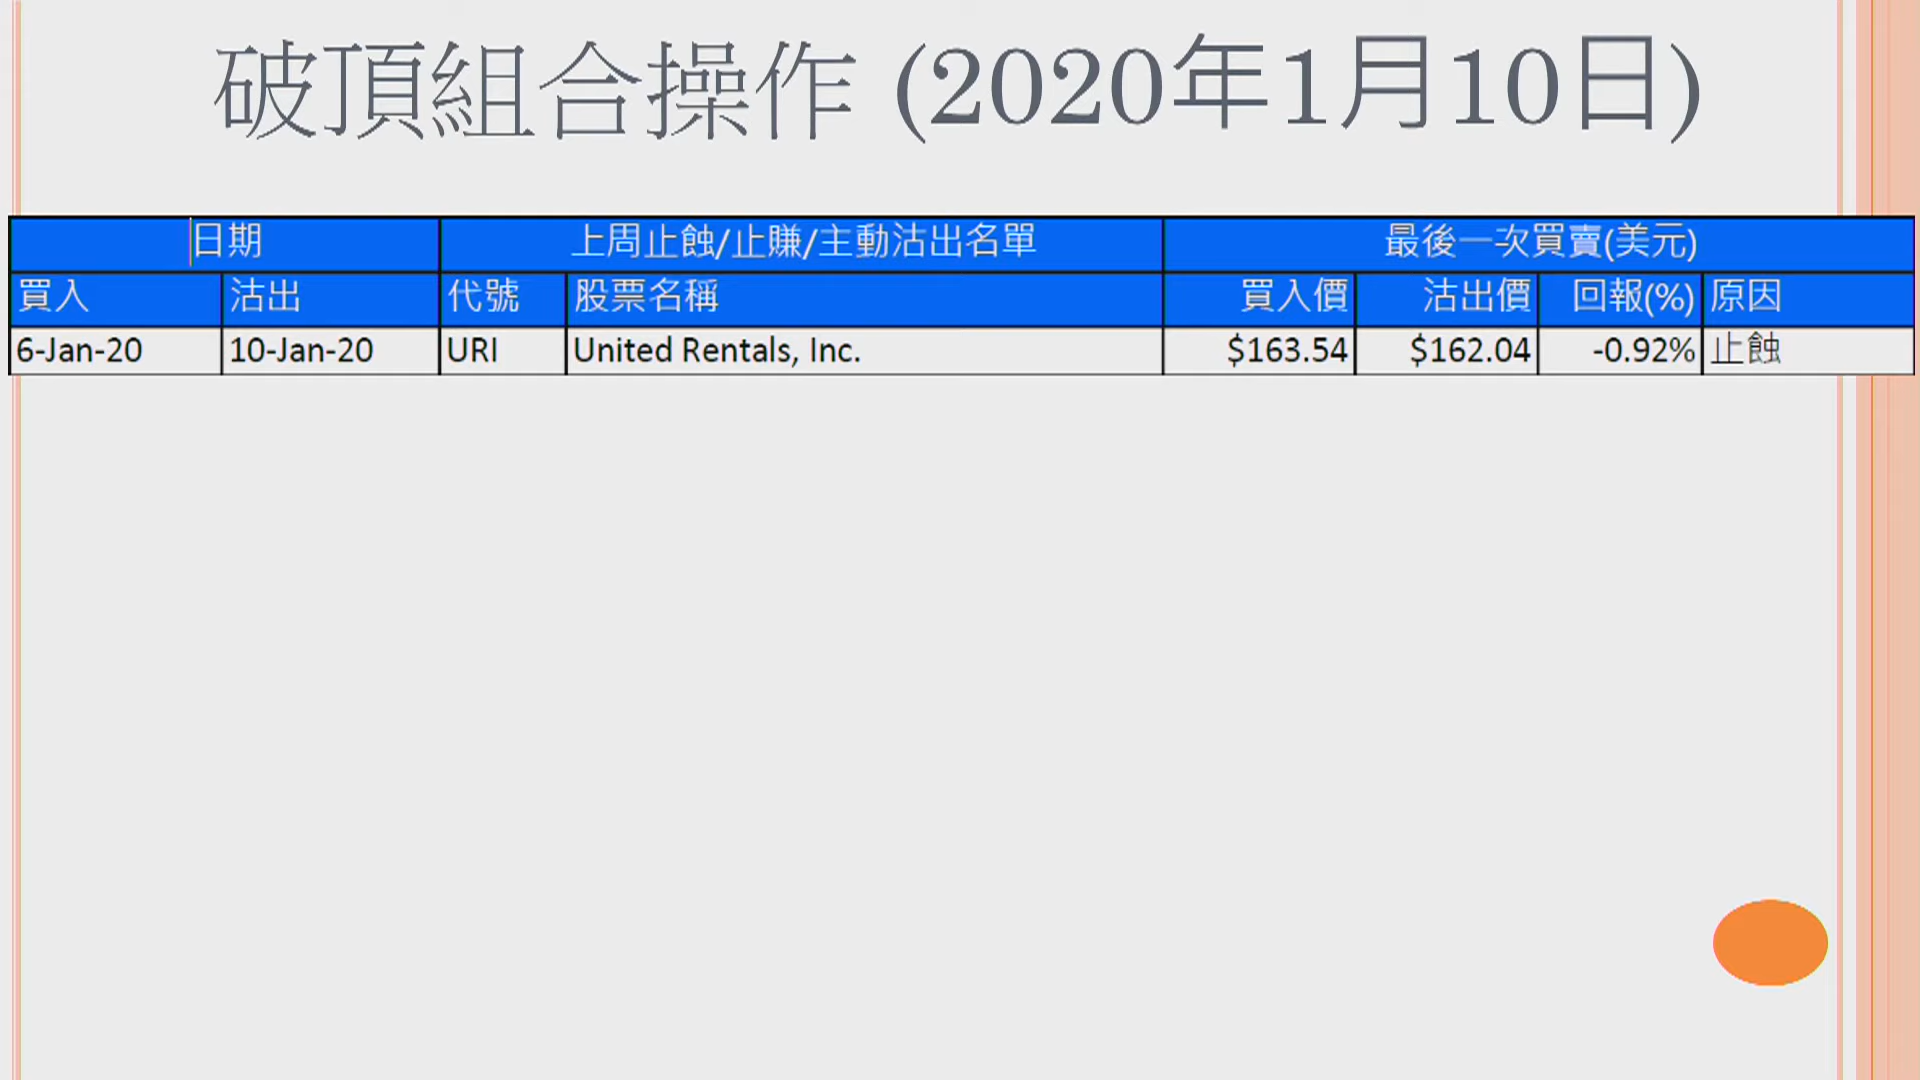 破頂組合操作 (2020年1月10日)
日期 上周止蝕/止賺/主動沽出名單 最後一次買賣(美元)
買入 沽出 代號 股票名稱 買入價 沽出價 回報(%) 原因
6-Jan-20 10-Jan-20 URI United Rentals, Inc. $163.54 $162.04 -0.92% 止蝕